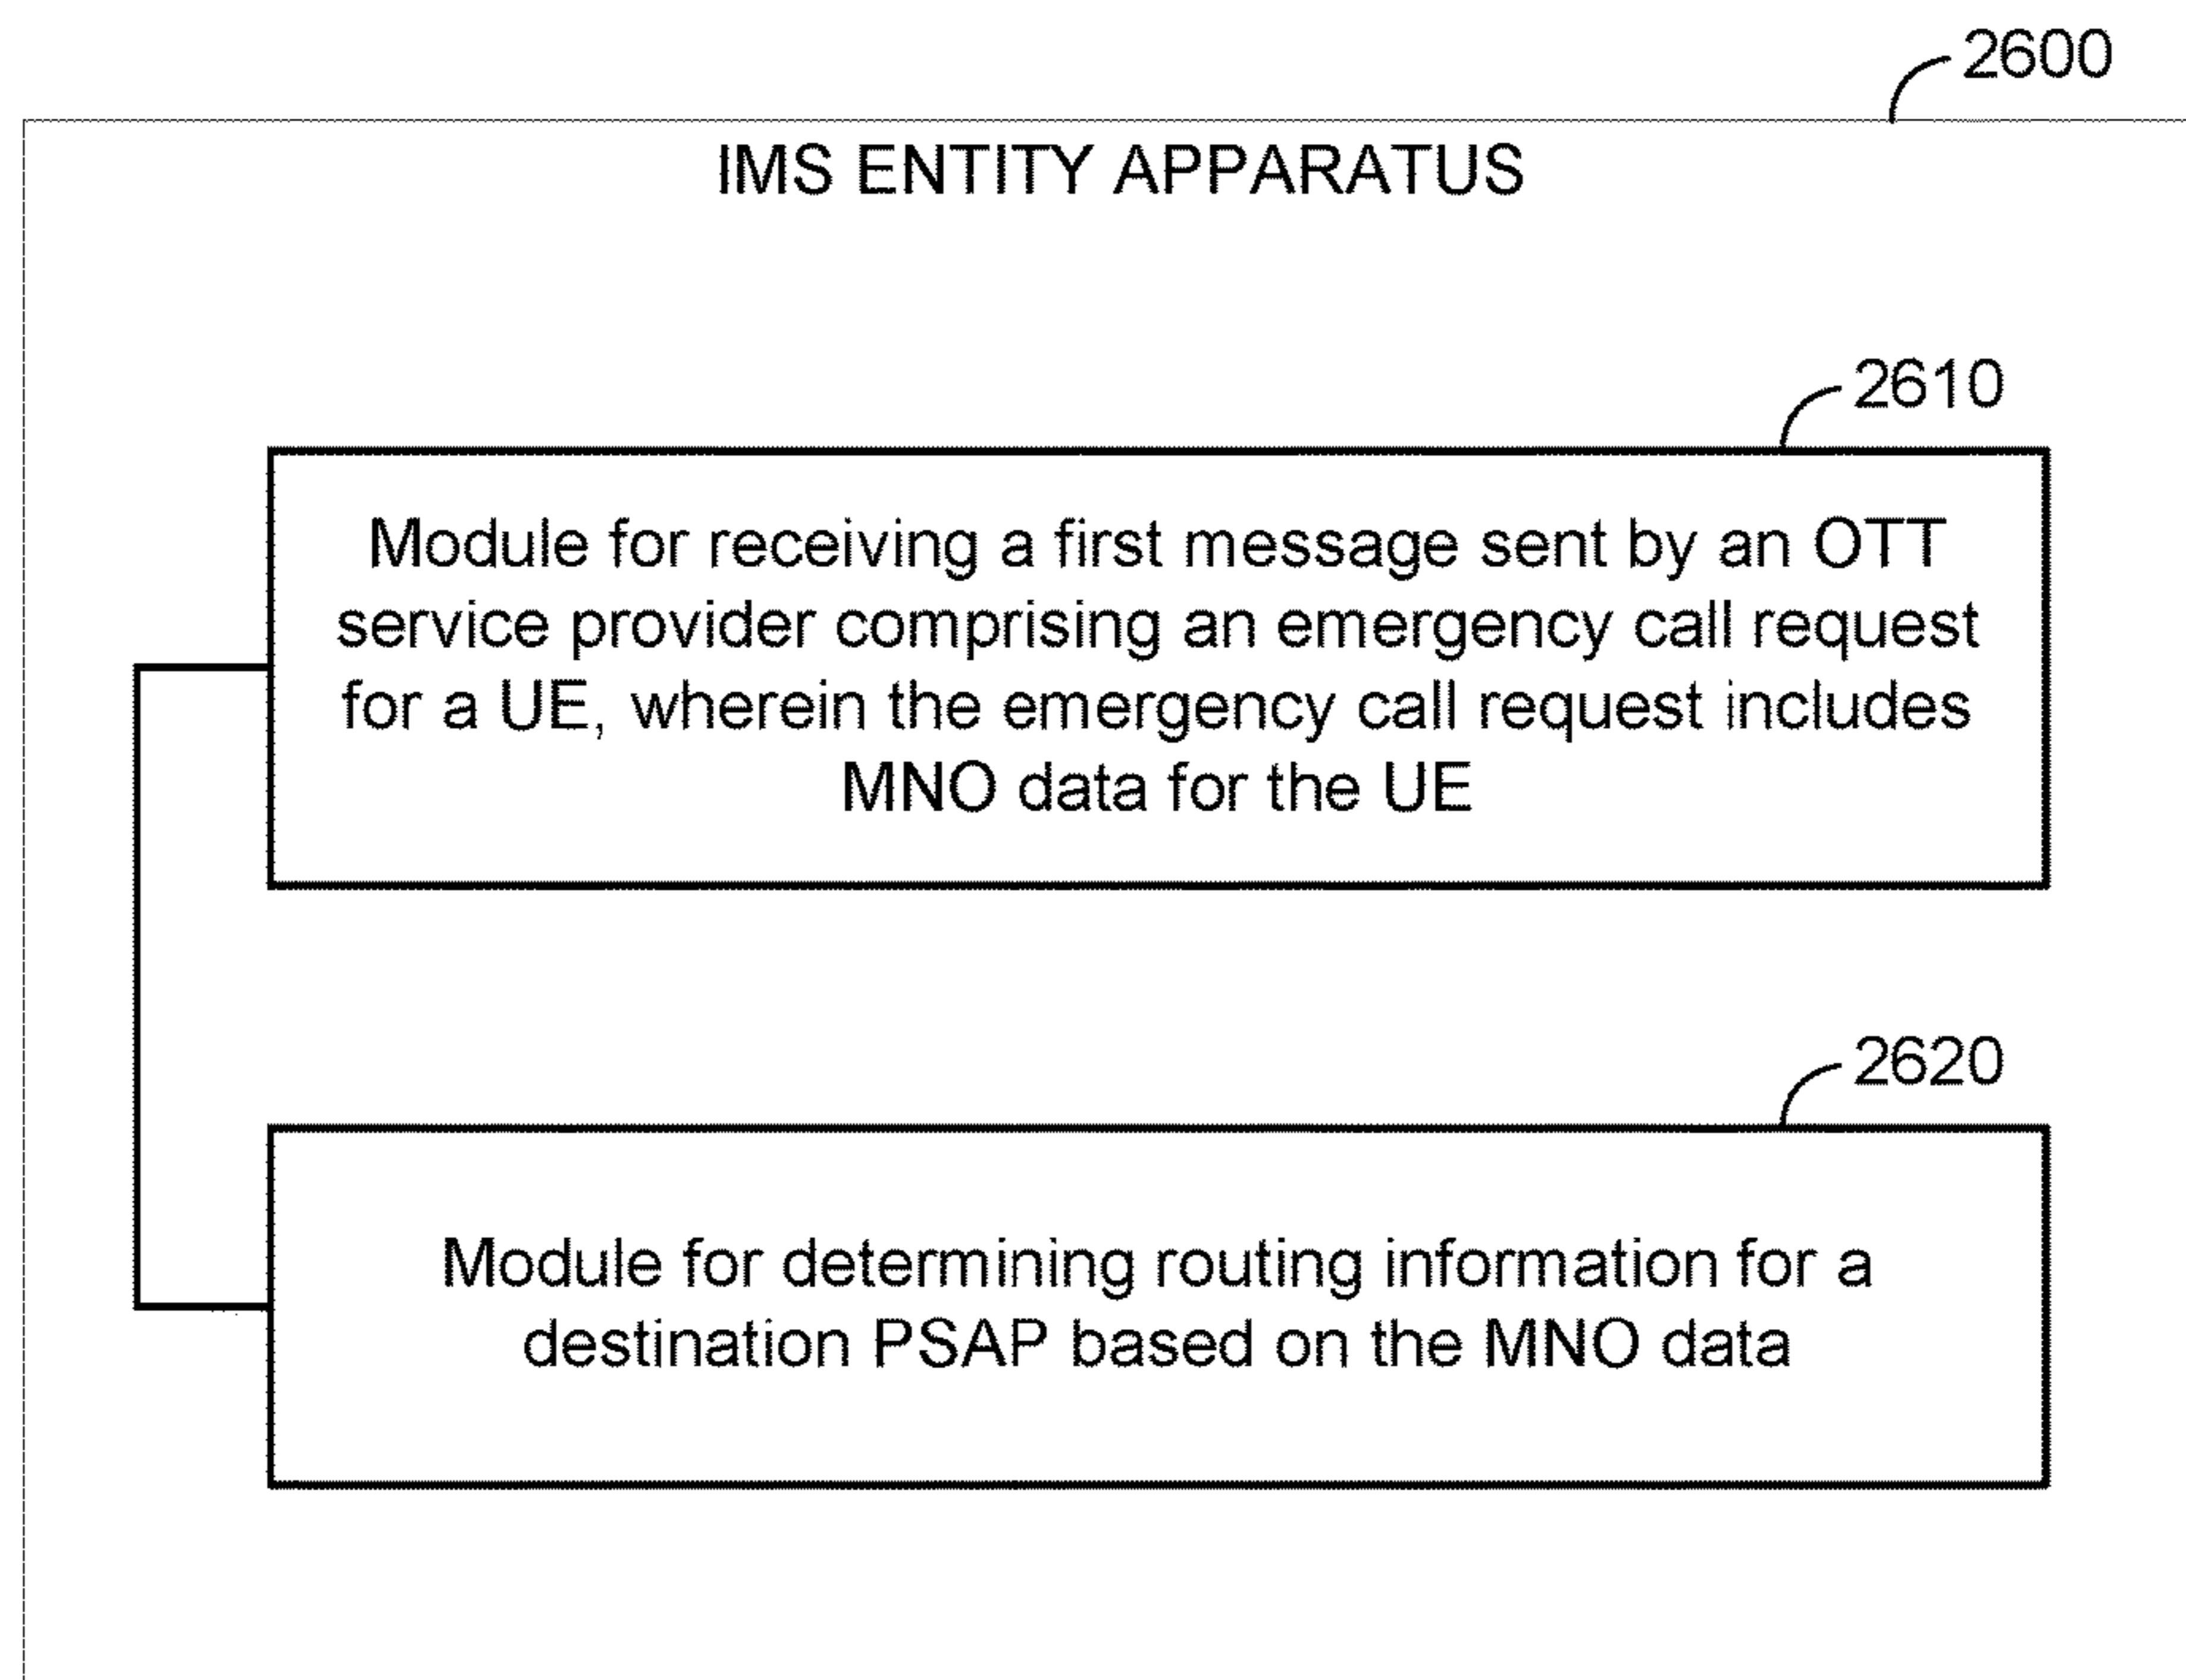 2600
IMS ENTITY APPARATUS
2610
Module for receiving a first message sent by an OTT
service provider comprising an emergency call request
for a UE, wherein the emergency call request includes
MNO data for the UE
2620
Module for determining routing information for a
destination PSAP based on the MNO data